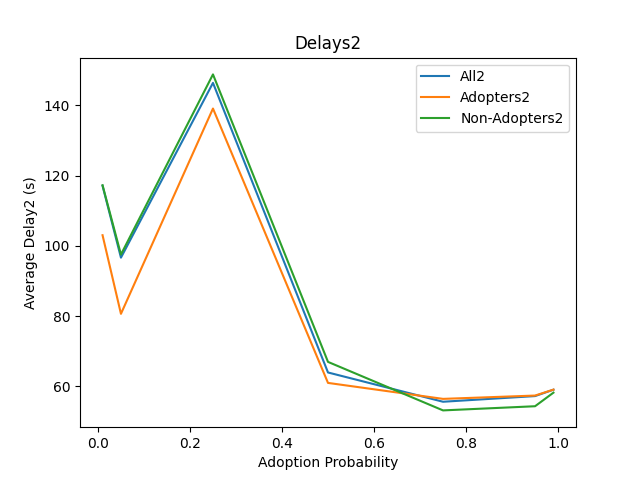 Delays2
All2
Adopters2
Non-Adopters2
Average Delay2 (s)
140
120
100
80
60
0.0 0.2 0.4 0.6 0.8 1.0
Adoption Probability